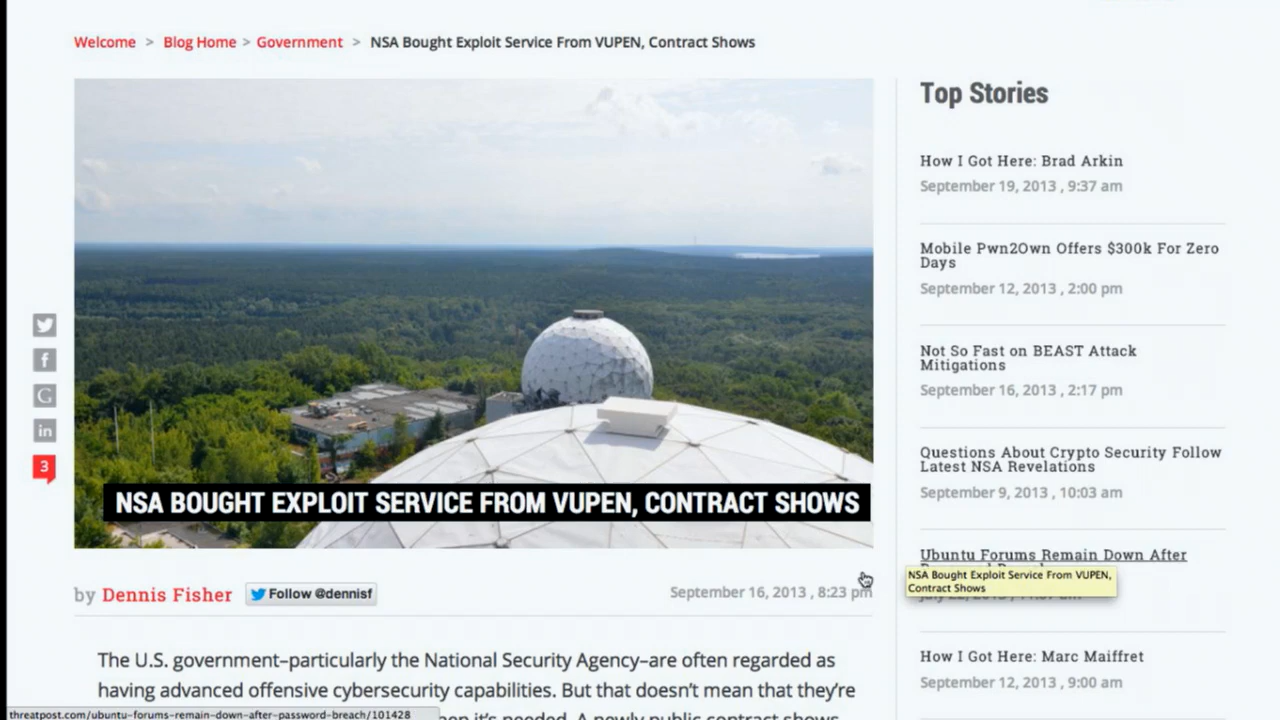 Welcome > Blog Home > Government > NSA Bought Exploit Service From VUPEN, Contract Shows
NSA BOUGHT EXPLOIT SERVICE FROM VUPEN, CONTRACT SHOWS
3
by Dennis Fisher
Follow @dennisf
September 16, 2013 , 8:23 pm
The U.S. government–particularly the National Security Agency–are often regarded as
having advanced offensive cybersecurity capabilities. But that doesn't mean that they're
it's needed. A newly public contract shows
Top Stories
How I Got Here: Brad Arkin
September 19, 2013 , 9:37 am
Mobile Pwn2Own Offers $300k For Zero
Days
September 12, 2013 , 2:00 pm
Not So Fast on BEAST Attack
Mitigations
September 16, 2013 , 2:17 pm
Questions About Crypto Security Follow
Latest NSA Revelations
September 9, 2013 , 10:03 am
Ubuntu Forums Remain Down After
NSA Bought Exploit Service From VUPEN,
Contract Shows
How I Got Here: Marc Maiffret
September 12, 2013 , 9:00 am
threatpost.com/ubuntu-forums-remain-down-after-password-breach/101428